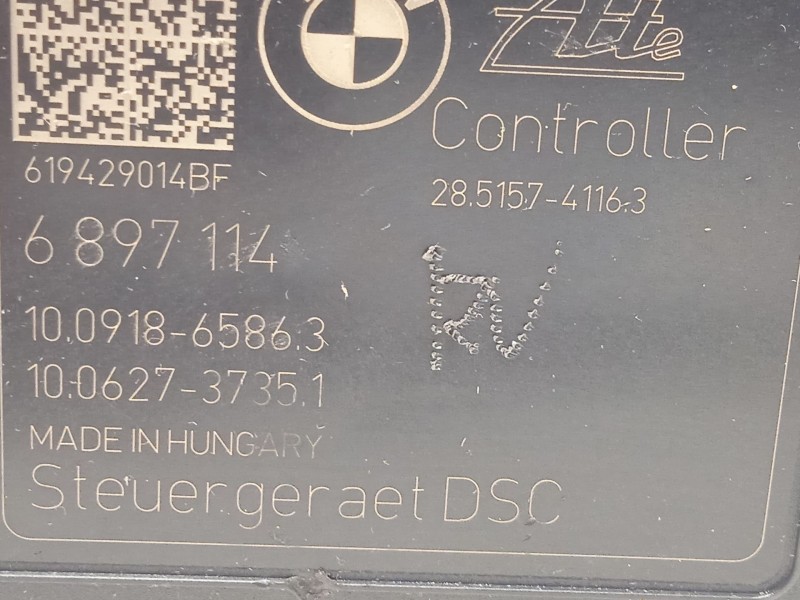 Ate
Controller
619429014BF
28.5157-4116.3
6 897 114
RV
10.0918-6586.3
10.0627-3735.1
MADE IN HUNGARY
Steuergeraet DSC